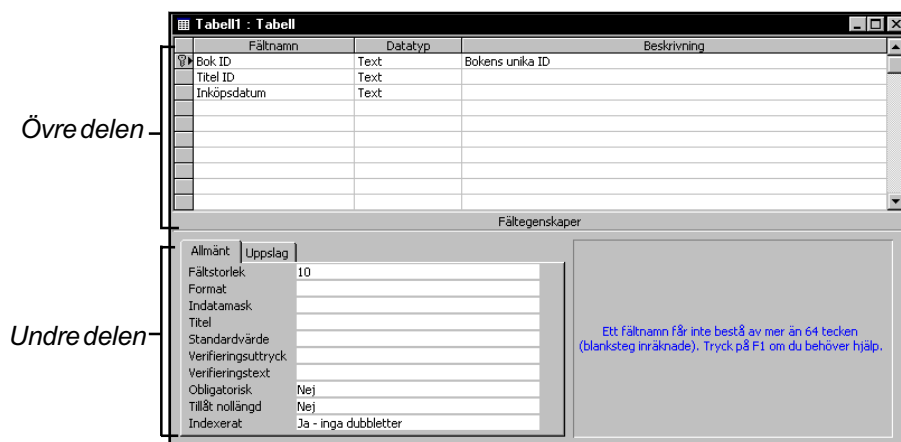 Tabell1 : Tabell
Fältnamn Datatyp Beskrivning
Bok ID Text Bokens unika ID
Titel ID Text
Inköpsdatum Text
Övre delen
Fältegenskaper
Allmänt Uppslag
Fältstorlek 10
Format
Indatamask
Titel
Standardvärde
Verifieringsuttryck
Verifieringstext
Obligatorisk Nej
Tillåt nollängd Nej
Indexerat Ja - inga dubbletter
Undre delen
Ett fältnamn får inte bestå av mer än 64 tecken
(blanksteg inräknade). Tryck på F1 om du behöver hjälp.